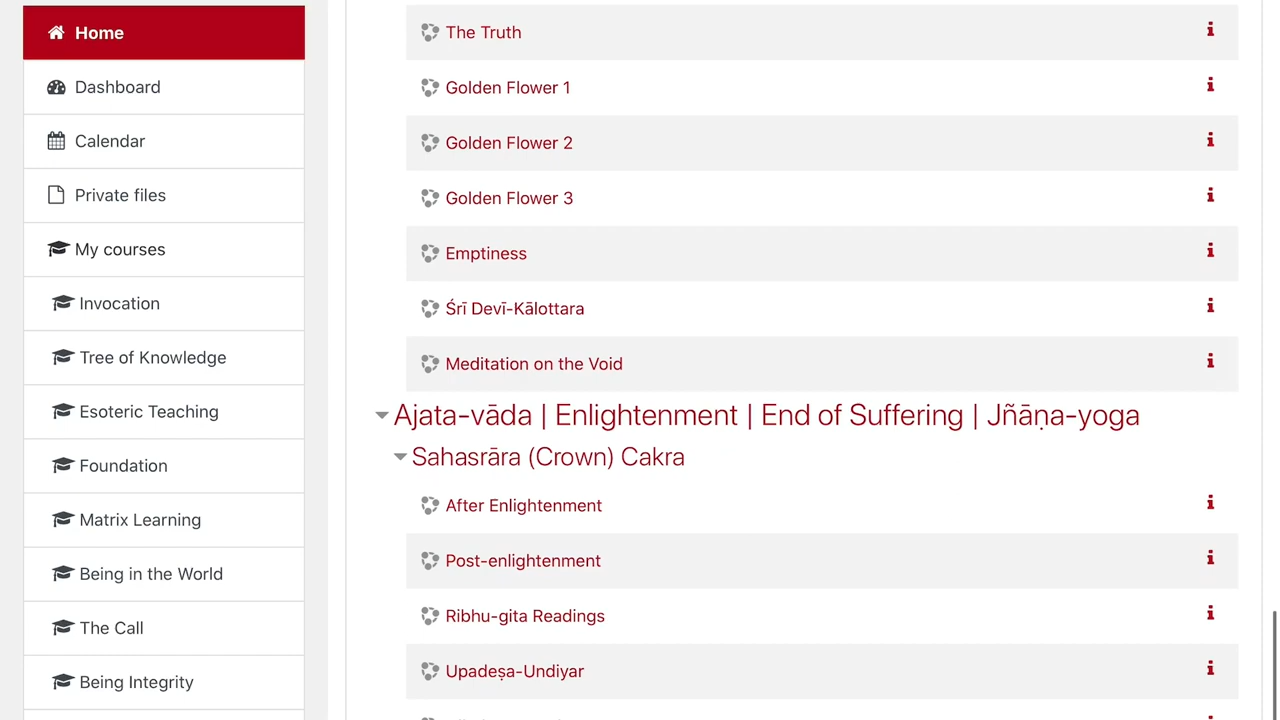 Home
Dashboard
Calendar
Private files
My courses
Invocation
Tree of Knowledge
Esoteric Teaching
Foundation
Matrix Learning
Being in the World
The Call
Being Integrity
The Truth
Golden Flower 1
Golden Flower 2
Golden Flower 3
Emptiness
Śrī Devī-Kālottara
Meditation on the Void
Ajata-vāda | Enlightenment | End of Suffering | Jñāṇa-yoga
Sahasrāra (Crown) Cakra
After Enlightenment
Post-enlightenment
Ribhu-gita Readings
Upadeṣa-Undiyar